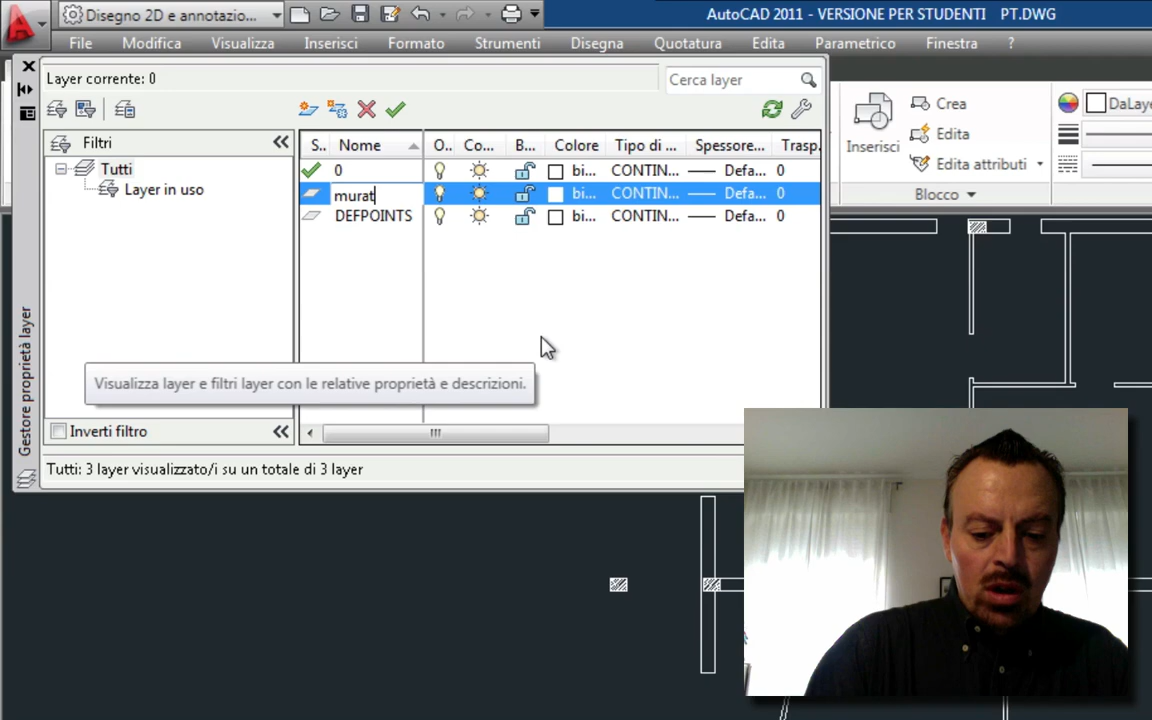 Disegno 2D e annotazio...
AutoCAD 2011 - VERSIONE PER STUDENTI PT.DWG
File Modifica Visualizza Inserisci Formato Strumenti Disegna Quotatura Edita Parametrico Finestra ?
Layer corrente: 0
Cerca layer
Filtri
Tutti
Layer in uso
S.. Nome O.. Co... B... Colore Tipo di ... Spessore... Trasp.
0 bi... CONTIN... Defa... 0
murat bi... CONTIN... Defa... 0
DEFPOINTS bi... CONTIN... Defa... 0
Visualizza layer e filtri layer con le relative proprietà e descrizioni.
Inverti filtro
Tutti: 3 layer visualizzato/i su un totale di 3 layer
Gestore proprietà layer
Inserisci
Crea
Edita
Edita attributi
Blocco
DaLaye